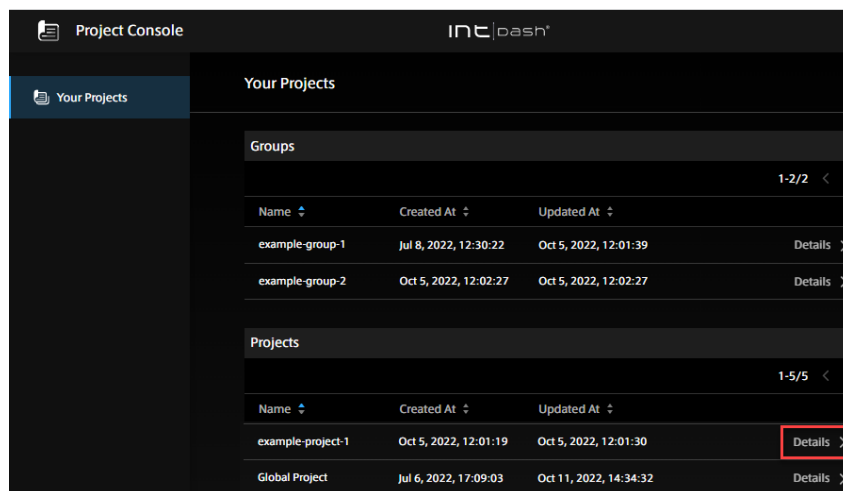 Project Console
intdash®
Your Projects
Your Projects
Groups
1-2/2 <
Name Created At Updated At
example-group-1 Jul 8, 2022, 12:30:22 Oct 5, 2022, 12:01:39 Details >
example-group-2 Oct 5, 2022, 12:02:27 Oct 5, 2022, 12:02:27 Details >
Projects
1-5/5 <
Name Created At Updated At
example-project-1 Oct 5, 2022, 12:01:19 Oct 5, 2022, 12:01:30 Details >
Global Project Jul 6, 2022, 17:09:03 Oct 11, 2022, 14:34:32 Details >